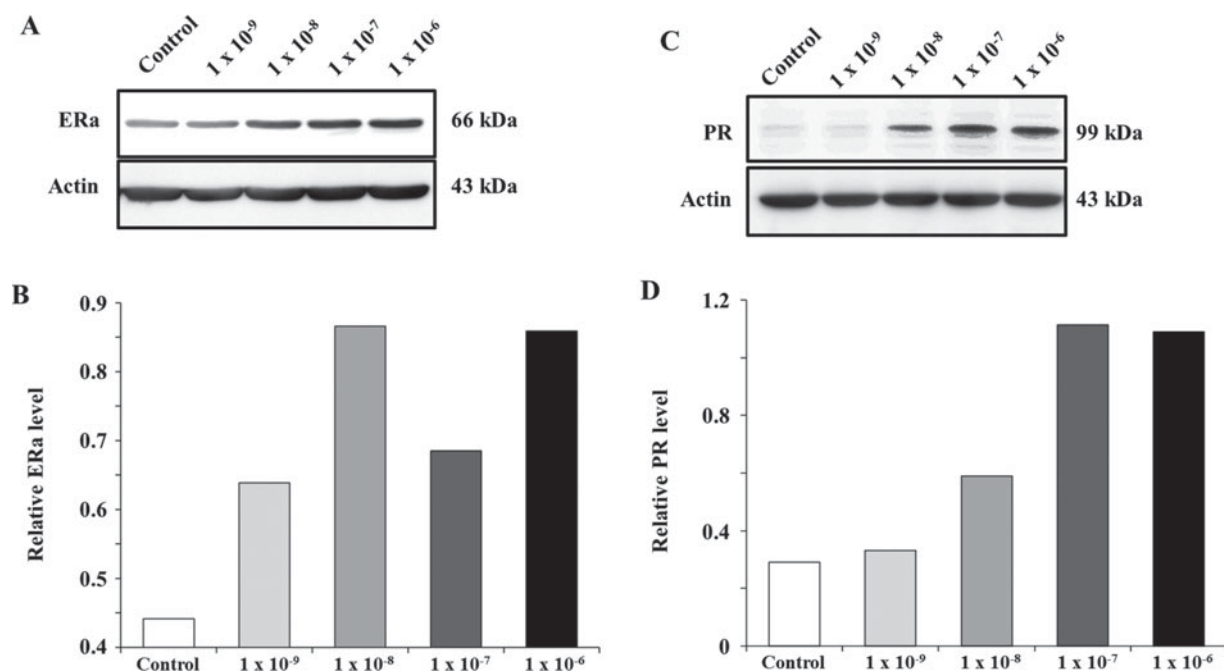 A
Control 1 x 10⁻⁹ 1 x 10⁻⁸ 1 x 10⁻⁷ 1 x 10⁻⁶
ERa 66 kDa
Actin 43 kDa
B
Relative ERa level
0.9
0.8
0.7
0.6
0.5
0.4
Control 1 x 10⁻⁹ 1 x 10⁻⁸ 1 x 10⁻⁷ 1 x 10⁻⁶
C
Control 1 x 10⁻⁹ 1 x 10⁻⁸ 1 x 10⁻⁷ 1 x 10⁻⁶
PR 99 kDa
Actin 43 kDa
D
Relative PR level
1.2
0.8
0.4
0
Control 1 x 10⁻⁹ 1 x 10⁻⁸ 1 x 10⁻⁷ 1 x 10⁻⁶